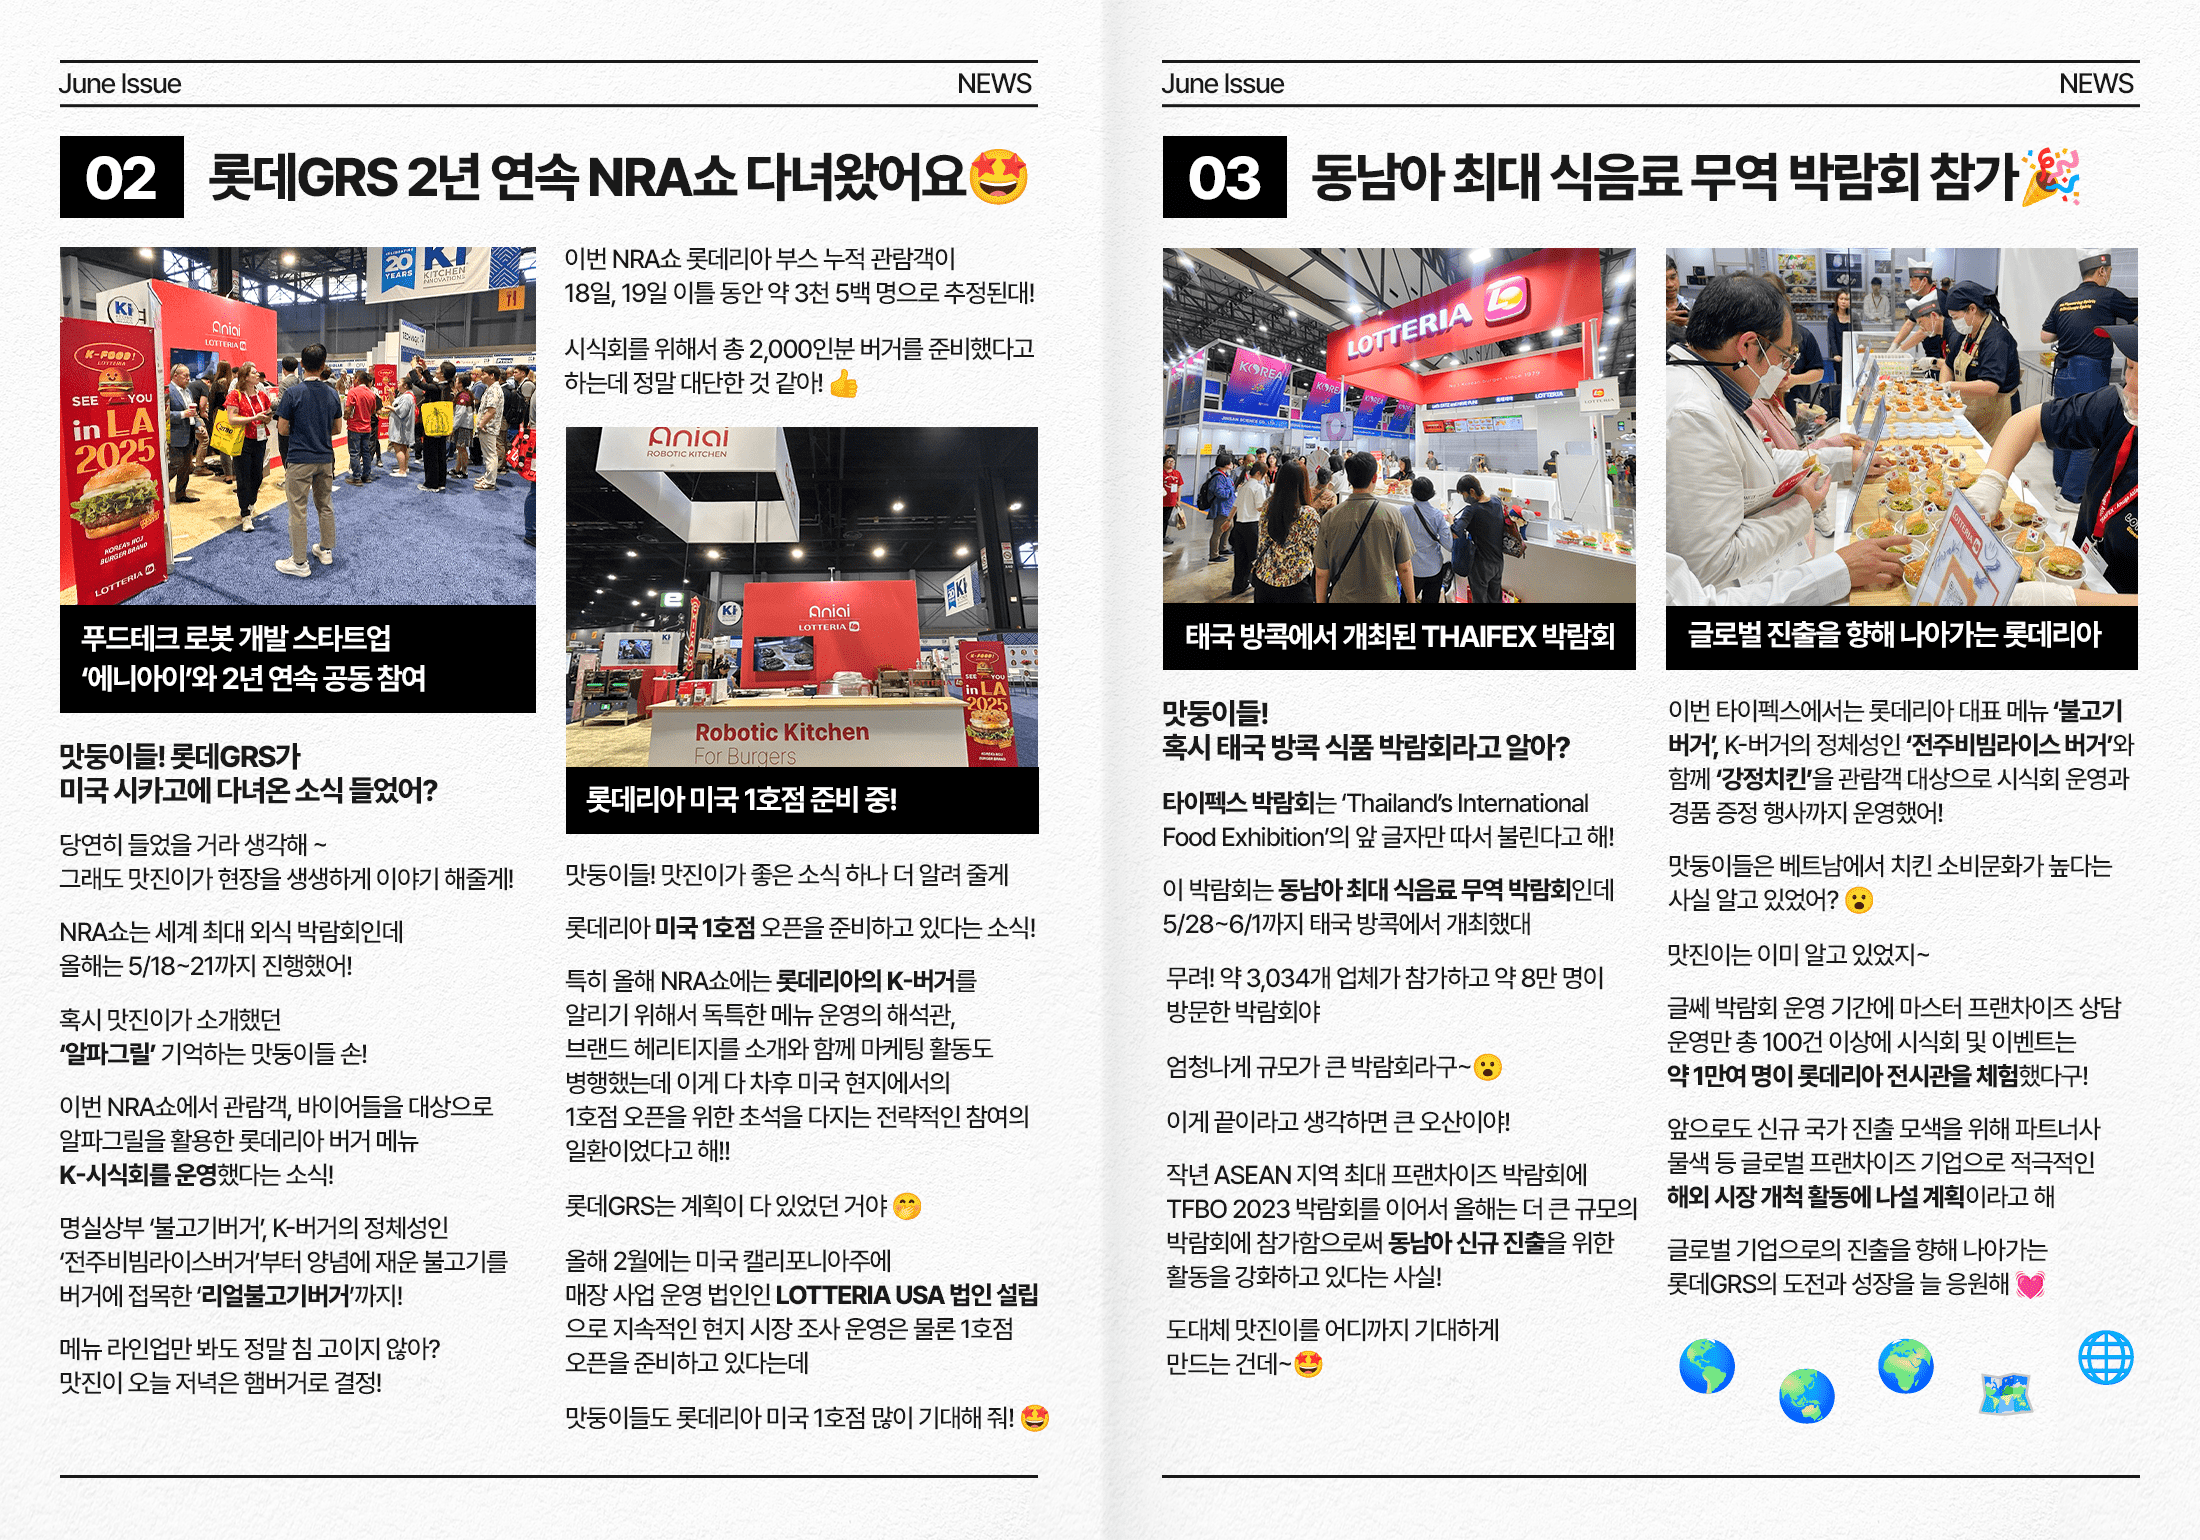 June Issue
NEWS
02
롯데GRS 2년 연속 NRA쇼 다녀왔어요🤩
CELEBRATING
20
YEARS
KI
KITCHEN
INNOVATIONS
Aniai
LOTTERIA
K-FOOD!
LOTTERIA
SEE YOU
in LA
2025
KOREA's NO.1
BURGER BRAND
LOTTERIA
푸드테크 로봇 개발 스타트업
‘에니아이’와 2년 연속 공동 참여
맛둥이들! 롯데GRS가
미국 시카고에 다녀온 소식 들었어?
당연히 들었을 거라 생각해 ~
그래도 맛진이가 현장을 생생하게 이야기 해줄게!
NRA쇼는 세계 최대 외식 박람회인데
올해는 5/18~21까지 진행했어!
혹시 맛진이가 소개했던
‘알파그릴’ 기억하는 맛둥이들 손!
이번 NRA쇼에서 관람객, 바이어들을 대상으로
알파그릴을 활용한 롯데리아 버거 메뉴
K-시식회를 운영했다는 소식!
명실상부 ‘불고기버거’, K-버거의 정체성인
‘전주비빔라이스버거’부터 양념에 재운 불고기를
버거에 접목한 ‘리얼불고기버거’까지!
메뉴 라인업만 봐도 정말 침 고이지 않아?
맛진이 오늘 저녁은 햄버거로 결정!
이번 NRA쇼 롯데리아 부스 누적 관람객이
18일, 19일 이틀 동안 약 3천 5백 명으로 추정된대!
시식회를 위해서 총 2,000인분 버거를 준비했다고
하는데 정말 대단한 것 같아! 👍
Aniai
ROBOTIC KITCHEN
Ki
Aniai
LOTTERIA
SEE YOU
in LA
2025
Robotic Kitchen
For Burgers
롯데리아 미국 1호점 준비 중!
맛둥이들! 맛진이가 좋은 소식 하나 더 알려 줄게
롯데리아 미국 1호점 오픈을 준비하고 있다는 소식!
특히 올해 NRA쇼에는 롯데리아의 K-버거를
알리기 위해서 독특한 메뉴 운영의 해석관,
브랜드 헤리티지를 소개와 함께 마케팅 활동도
병행했는데 이게 다 차후 미국 현지에서의
1호점 오픈을 위한 초석을 다지는 전략적인 참여의
일환이었다고 해!!
롯데GRS는 계획이 다 있었던 거야 🤭
올해 2월에는 미국 캘리포니아주에
매장 사업 운영 법인인 LOTTERIA USA 법인 설립
으로 지속적인 현지 시장 조사 운영은 물론 1호점
오픈을 준비하고 있다는데
맛둥이들도 롯데리아 미국 1호점 많이 기대해 줘! 🤩
June Issue
NEWS
03
동남아 최대 식음료 무역 박람회 참가🎉
LOTTERIA
KOREA
KOREA
LOTTERIA
태국 방콕에서 개최된 THAIFEX 박람회
맛둥이들!
혹시 태국 방콕 식품 박람회라고 알아?
타이펙스 박람회는 ‘Thailand’s International
Food Exhibition’의 앞 글자만 따서 불린다고 해!
이 박람회는 동남아 최대 식음료 무역 박람회인데
5/28~6/1까지 태국 방콕에서 개최했대
무려! 약 3,034개 업체가 참가하고 약 8만 명이
방문한 박람회야
엄청나게 규모가 큰 박람회라구~😮
이게 끝이라고 생각하면 큰 오산이야!
작년 ASEAN 지역 최대 프랜차이즈 박람회에
TFBO 2023 박람회를 이어서 올해는 더 큰 규모의
박람회에 참가함으로써 동남아 신규 진출을 위한
활동을 강화하고 있다는 사실!
도대체 맛진이를 어디까지 기대하게
만드는 건데~🤩
LOTTERIA
글로벌 진출을 향해 나아가는 롯데리아
이번 타이펙스에서는 롯데리아 대표 메뉴 ‘불고기
버거’, K-버거의 정체성인 ‘전주비빔라이스 버거’와
함께 ‘강정치킨’을 관람객 대상으로 시식회 운영과
경품 증정 행사까지 운영했어!
맛둥이들은 베트남에서 치킨 소비문화가 높다는
사실 알고 있었어? 😮
맛진이는 이미 알고 있었지~
글쎄 박람회 운영 기간에 마스터 프랜차이즈 상담
운영만 총 100건 이상에 시식회 및 이벤트는
약 1만여 명이 롯데리아 전시관을 체험했다구!
앞으로도 신규 국가 진출 모색을 위해 파트너사
물색 등 글로벌 프랜차이즈 기업으로 적극적인
해외 시장 개척 활동에 나설 계획이라고 해
글로벌 기업으로의 진출을 향해 나아가는
롯데GRS의 도전과 성장을 늘 응원해 💓